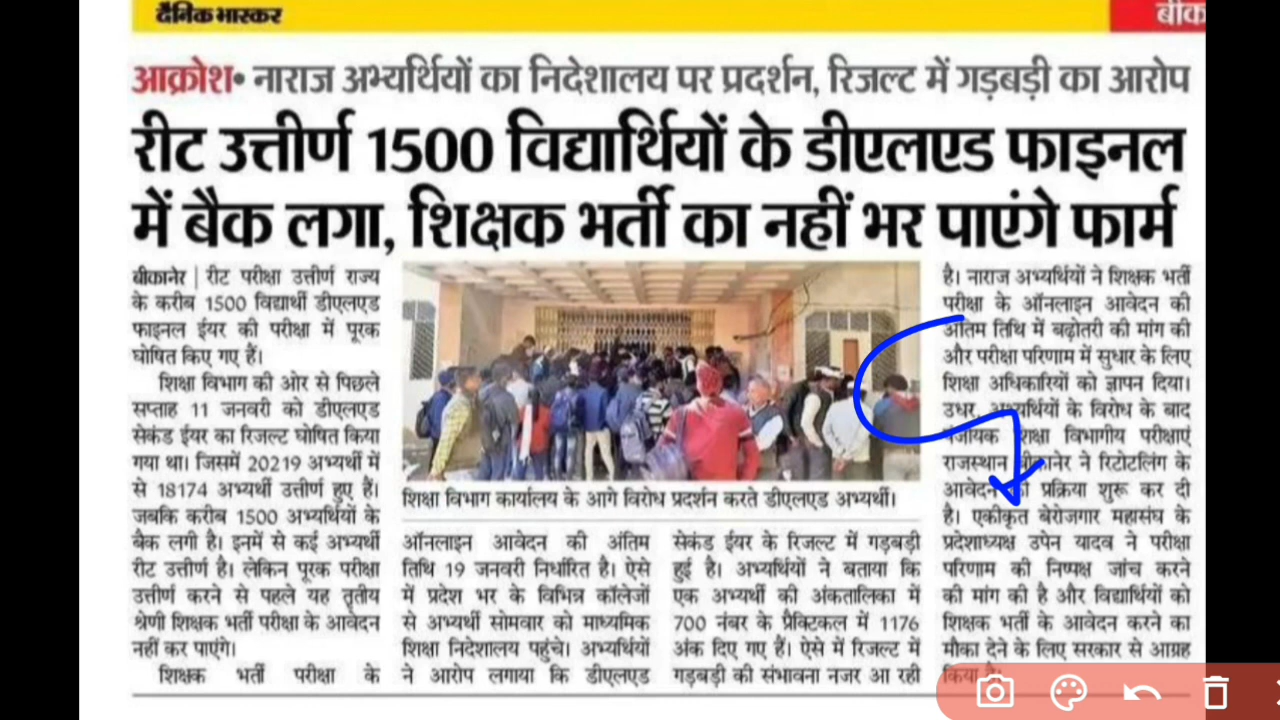 दैनिक भास्कर
बीक
आक्रोश• नाराज अभ्यर्थियों का निदेशालय पर प्रदर्शन, रिजल्ट में गड़बड़ी का आरोप
रीट उत्तीर्ण 1500 विद्यार्थियों के डीएलएड फाइनल
में बैक लगा, शिक्षक भर्ती का नहीं भर पाएंगे फार्म
बीकानेर | रीट परीक्षा उत्तीर्ण राज्य
के करीब 1500 विद्यार्थी डीएलएड
फाइनल ईयर की परीक्षा में पूरक
घोषित किए गए हैं।
शिक्षा विभाग की ओर से पिछले
सप्ताह 11 जनवरी को डीएलएड
सेकंड ईयर का रिजल्ट घोषित किया
गया था। जिसमें 20219 अभ्यर्थी में
से 18174 अभ्यर्थी उत्तीर्ण हुए हैं।
जबकि करीब 1500 अभ्यर्थियों के
बैक लगी है। इनमें से कई अभ्यर्थी
रीट उत्तीर्ण है। लेकिन पूरक परीक्षा
उत्तीर्ण करने से पहले यह तृतीय
श्रेणी शिक्षक भर्ती परीक्षा के आवेदन
नहीं कर पाएंगे।
शिक्षक भर्ती परीक्षा के
शिक्षा विभाग कार्यालय के आगे विरोध प्रदर्शन करते डीएलएड अभ्यर्थी।
ऑनलाइन आवेदन की अंतिम
तिथि 19 जनवरी निर्धारित है। ऐसे
में प्रदेश भर के विभिन्न कॉलेजों
से अभ्यर्थी सोमवार को माध्यमिक
शिक्षा निदेशालय पहुंचे। अभ्यर्थियों
ने आरोप लगाया कि डीएलएड
सेकंड ईयर के रिजल्ट में गड़बड़ी
हुई है। अभ्यर्थियों ने बताया कि
एक अभ्यर्थी की अंकतालिका में
700 नंबर के प्रैक्टिकल में 1176
अंक दिए गए हैं। ऐसे में रिजल्ट में
गड़बड़ी की संभावना नजर आ रही
है। नाराज अभ्यर्थियों ने शिक्षक भर्ती
परीक्षा के ऑनलाइन आवेदन की
अंतिम तिथि में बढ़ोतरी की मांग की
और परीक्षा परिणाम में सुधार के लिए
शिक्षा अधिकारियों को ज्ञापन दिया।
उधर, अभ्यर्थियों के विरोध के बाद
पंजीयक शिक्षा विभागीय परीक्षाएं
राजस्थान बीकानेर ने रिटोटलिंग के
आवेदन की प्रक्रिया शुरू कर दी
है। एकीकृत बेरोजगार महासंघ के
प्रदेशाध्यक्ष उपेन यादव ने परीक्षा
परिणाम की निष्पक्ष जांच करने
की मांग की है और विद्यार्थियों को
शिक्षक भर्ती के आवेदन करने का
मौका देने के लिए सरकार से आग्रह
किया है।